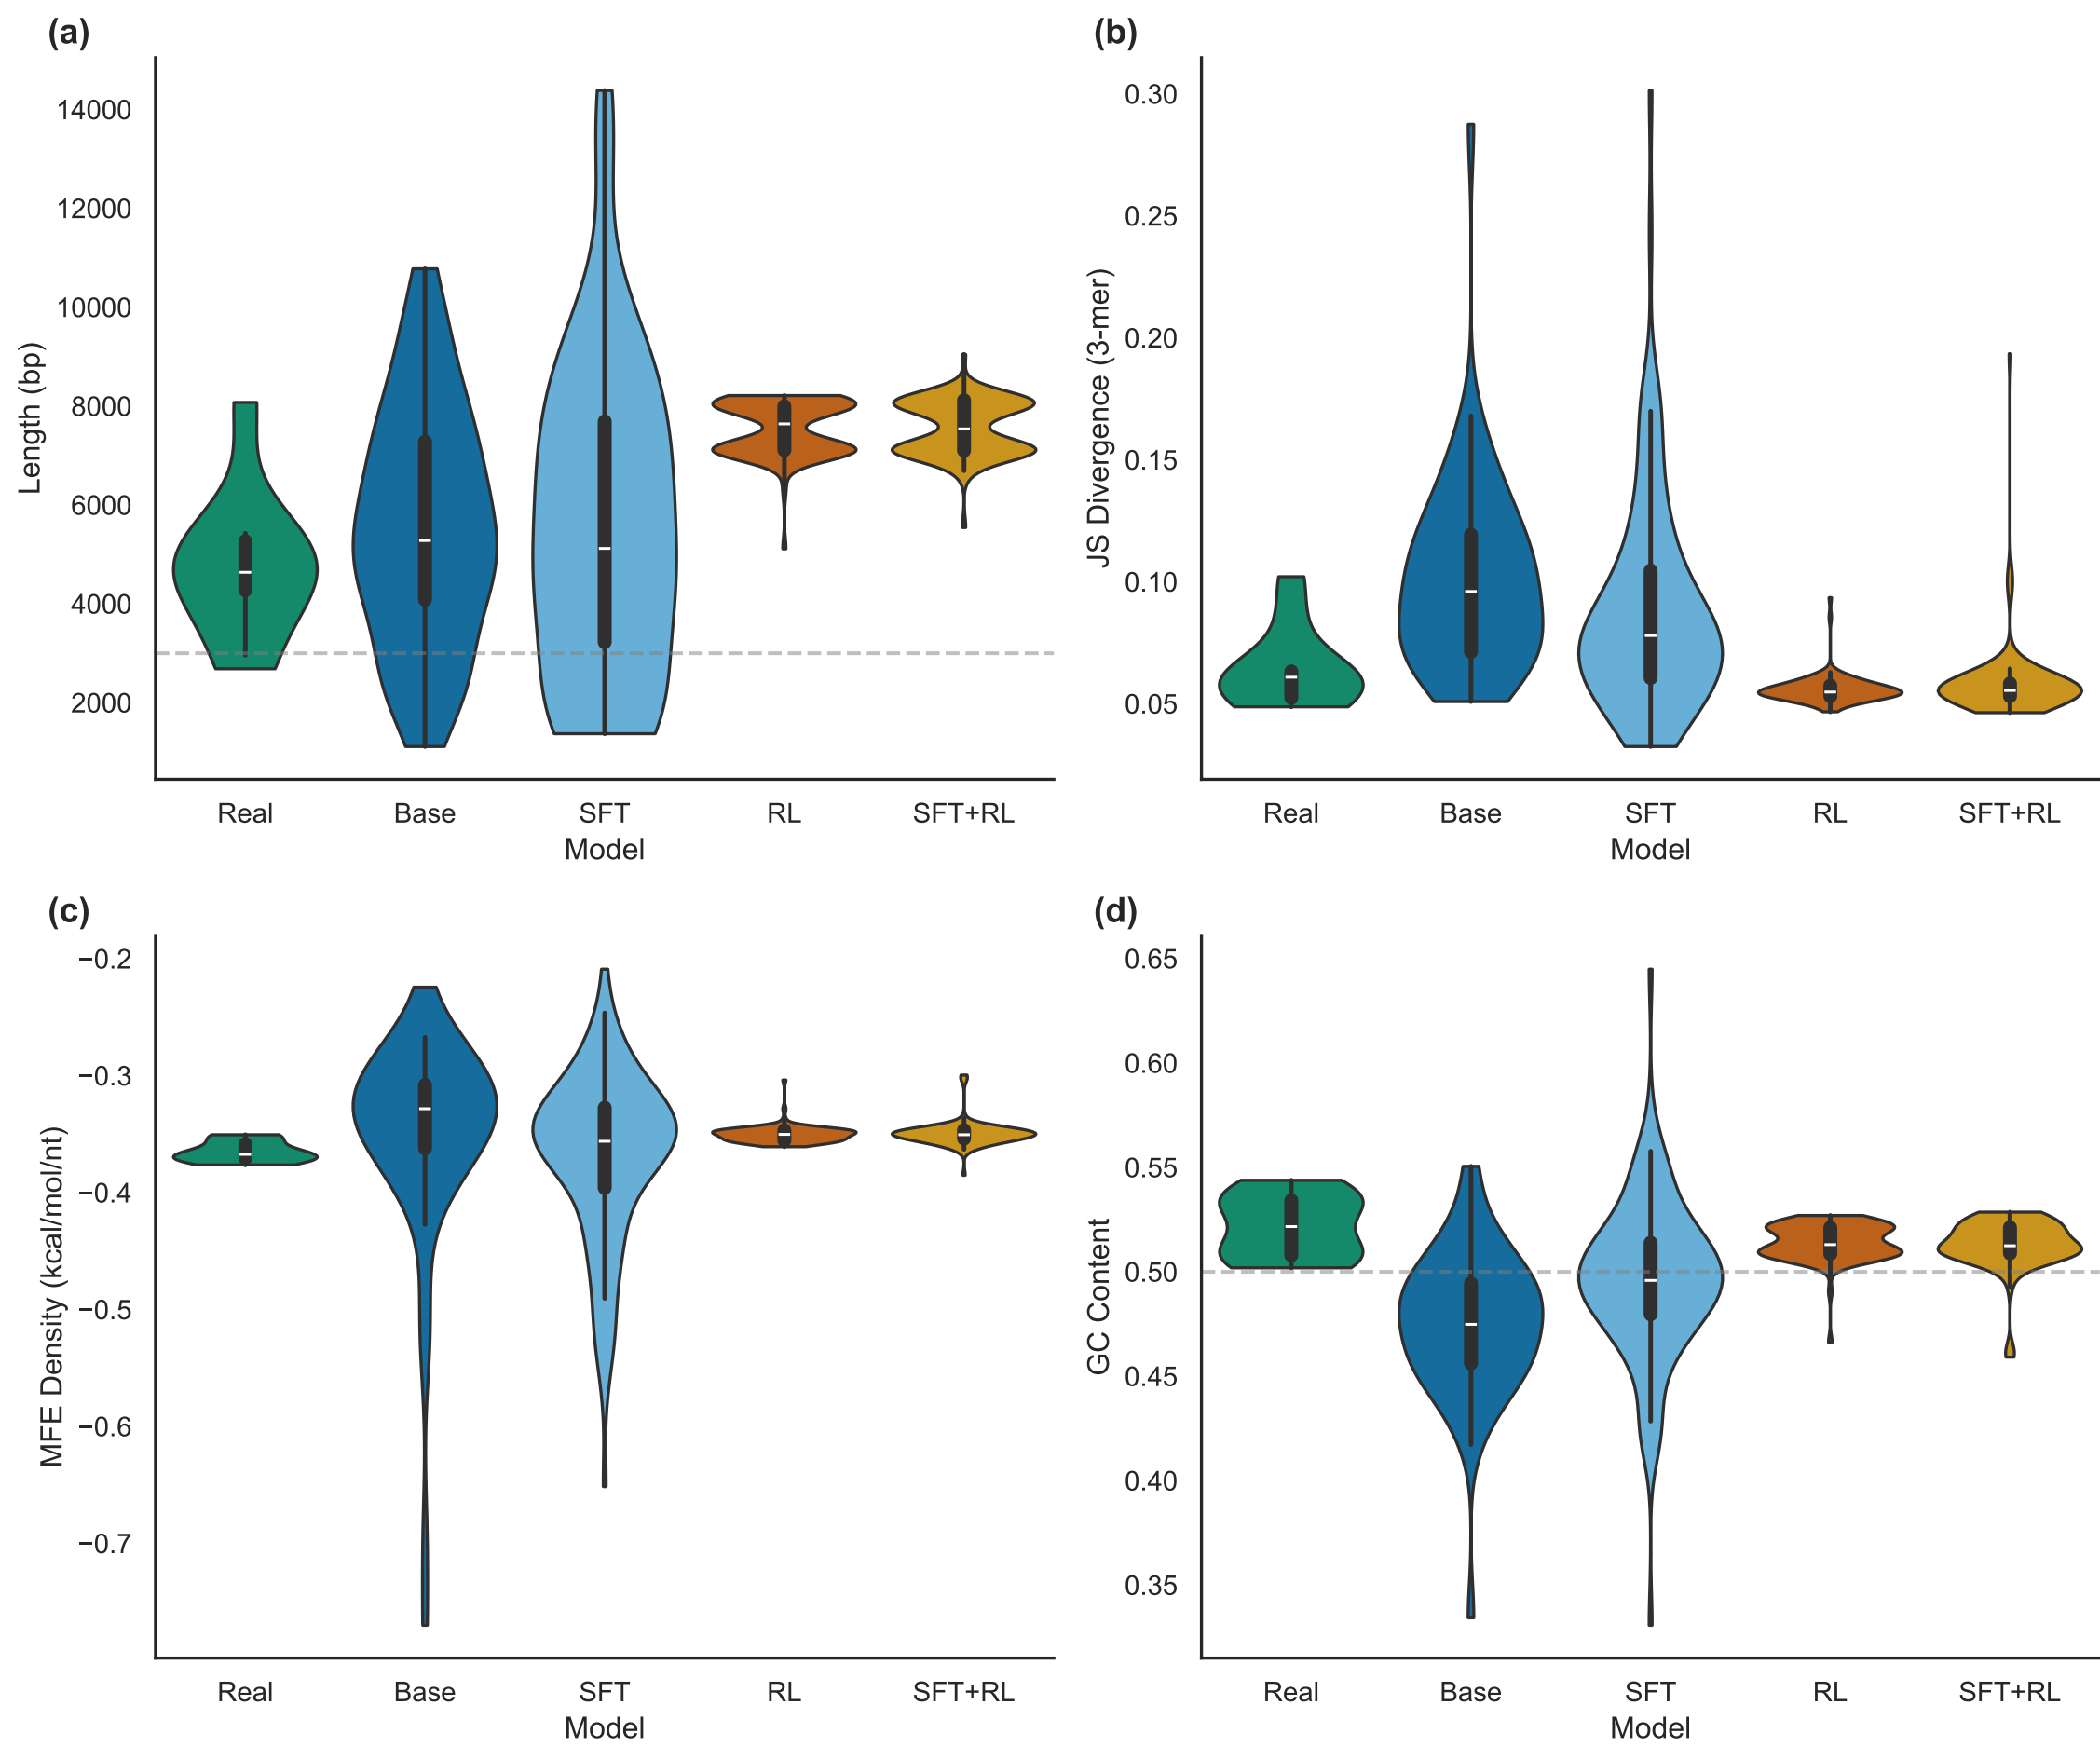 (a)
14000
12000
10000
8000
6000
4000
2000
Length (bp)
Real Base SFT RL SFT+RL
Model
(b)
0.30
0.25
0.20
0.15
0.10
0.05
JS Divergence (3-mer)
Real Base SFT RL SFT+RL
Model
(c)
−0.2
−0.3
−0.4
−0.5
−0.6
−0.7
MFE Density (kcal/mol/nt)
Real Base SFT RL SFT+RL
Model
(d)
0.65
0.60
0.55
0.50
0.45
0.40
0.35
GC Content
Real Base SFT RL SFT+RL
Model